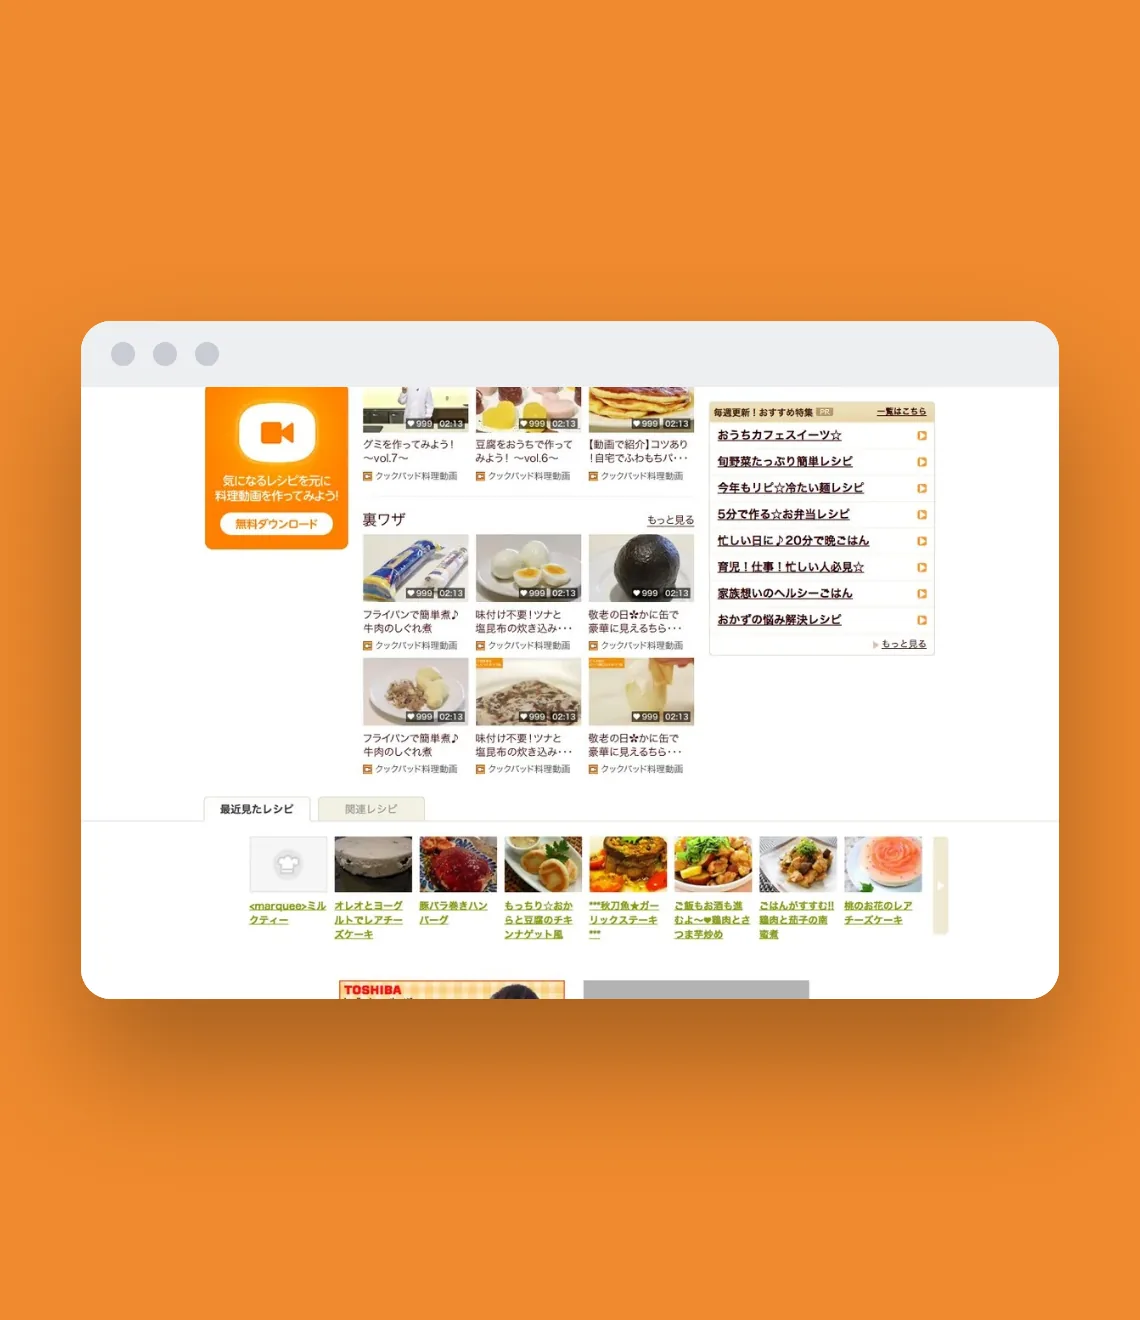 気になるレシピを元に
料理動画を作ってみよう!
無料ダウンロード
999 02:13
グミを作ってみよう!
〜vol.7〜
クックパッド料理動画
999 02:13
豆腐をおうちで作って
みよう! 〜vol.6〜
クックパッド料理動画
999 02:13
【動画で紹介】コツあり
!自宅でふわもちパ・・・
クックパッド料理動画
裏ワザ
もっと見る
999 02:13
フライパンで簡単煮♪
牛肉のしぐれ煮
クックパッド料理動画
999 02:13
味付け不要!ツナと
塩昆布の炊き込み・・・
クックパッド料理動画
999 02:13
敬老の日✿かに缶で
豪華に見えるちら・・・
クックパッド料理動画
999 02:13
フライパンで簡単煮♪
牛肉のしぐれ煮
クックパッド料理動画
999 02:13
味付け不要!ツナと
塩昆布の炊き込み・・・
クックパッド料理動画
999 02:13
敬老の日✿かに缶で
豪華に見えるちら・・・
クックパッド料理動画
毎週更新!おすすめ特集 PR 一覧はこちら
おうちカフェスイーツ☆
旬野菜たっぷり簡単レシピ
今年もリピ☆冷たい麺レシピ
5分で作る☆お弁当レシピ
忙しい日に♪20分で晩ごはん
育児!仕事!忙しい人必見☆
家族想いのヘルシーごはん
おかずの悩み解決レシピ
もっと見る
最近見たレシピ
関連レシピ
<marquee>ミル
クティー
オレオとヨーグ
ルトでレアチー
ズケーキ
豚バラ巻きハン
バーグ
もっちり☆おか
らと豆腐のチキ
ンナゲット風
***秋刀魚★ガー
リックステーキ
***
ご飯もお酒も進
むよ〜♥鶏肉とさ
つま芋炒め
ごはんがすすむ!!
鶏肉と茄子の南
蛮煮
桃のお花のレア
チーズケーキ
TOSHIBA